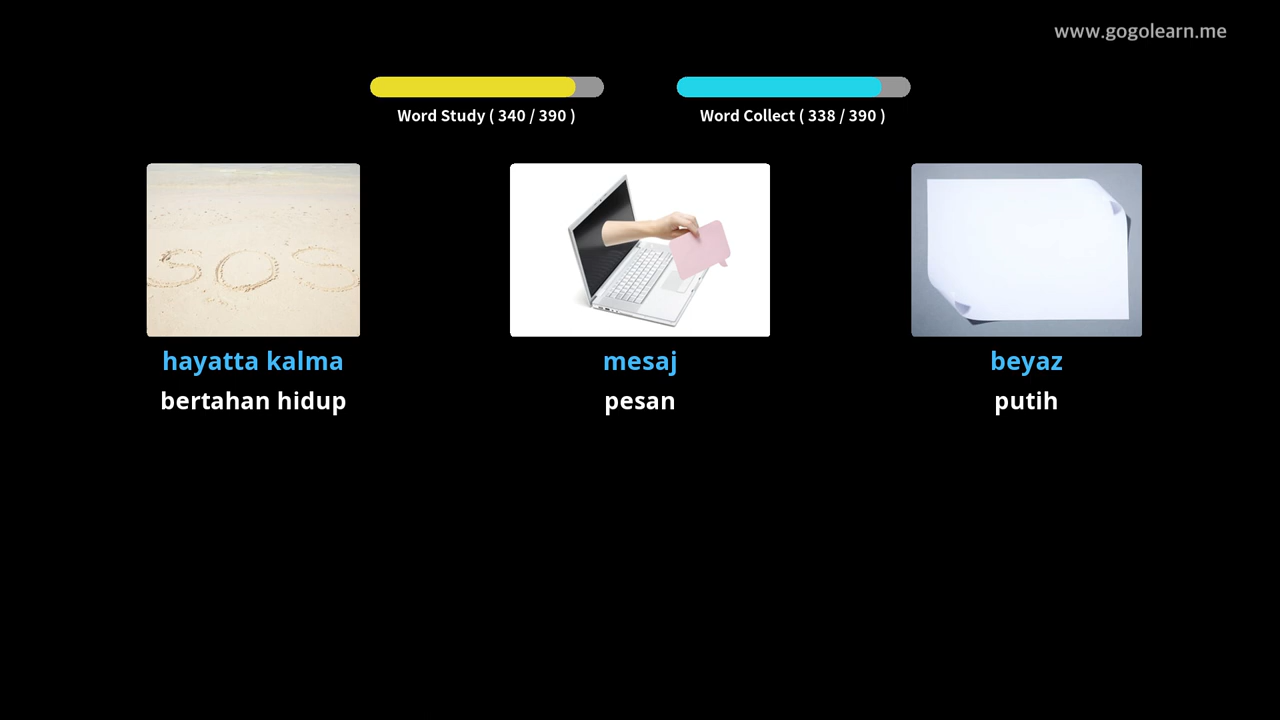 www.gogolearn.me
Word Study ( 340 / 390 )
Word Collect ( 338 / 390 )
SOS
hayatta kalma
mesaj
beyaz
bertahan hidup
pesan
putih